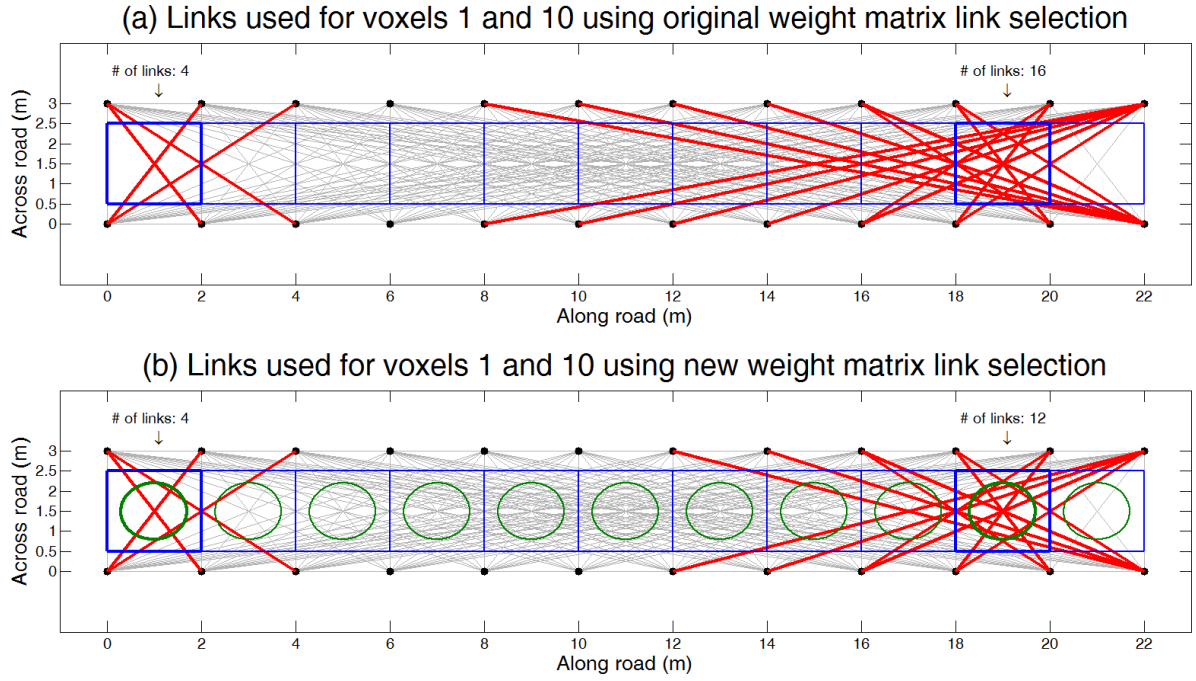 (a) Links used for voxels 1 and 10 using original weight matrix link selection
# of links: 4
# of links: 16
3
2.5
2
1.5
1
0.5
0
Across road (m)
0 2 4 6 8 10 12 14 16 18 20 22
Along road (m)
(b) Links used for voxels 1 and 10 using new weight matrix link selection
# of links: 4
# of links: 12
3
2.5
2
1.5
1
0.5
0
Across road (m)
0 2 4 6 8 10 12 14 16 18 20 22
Along road (m)